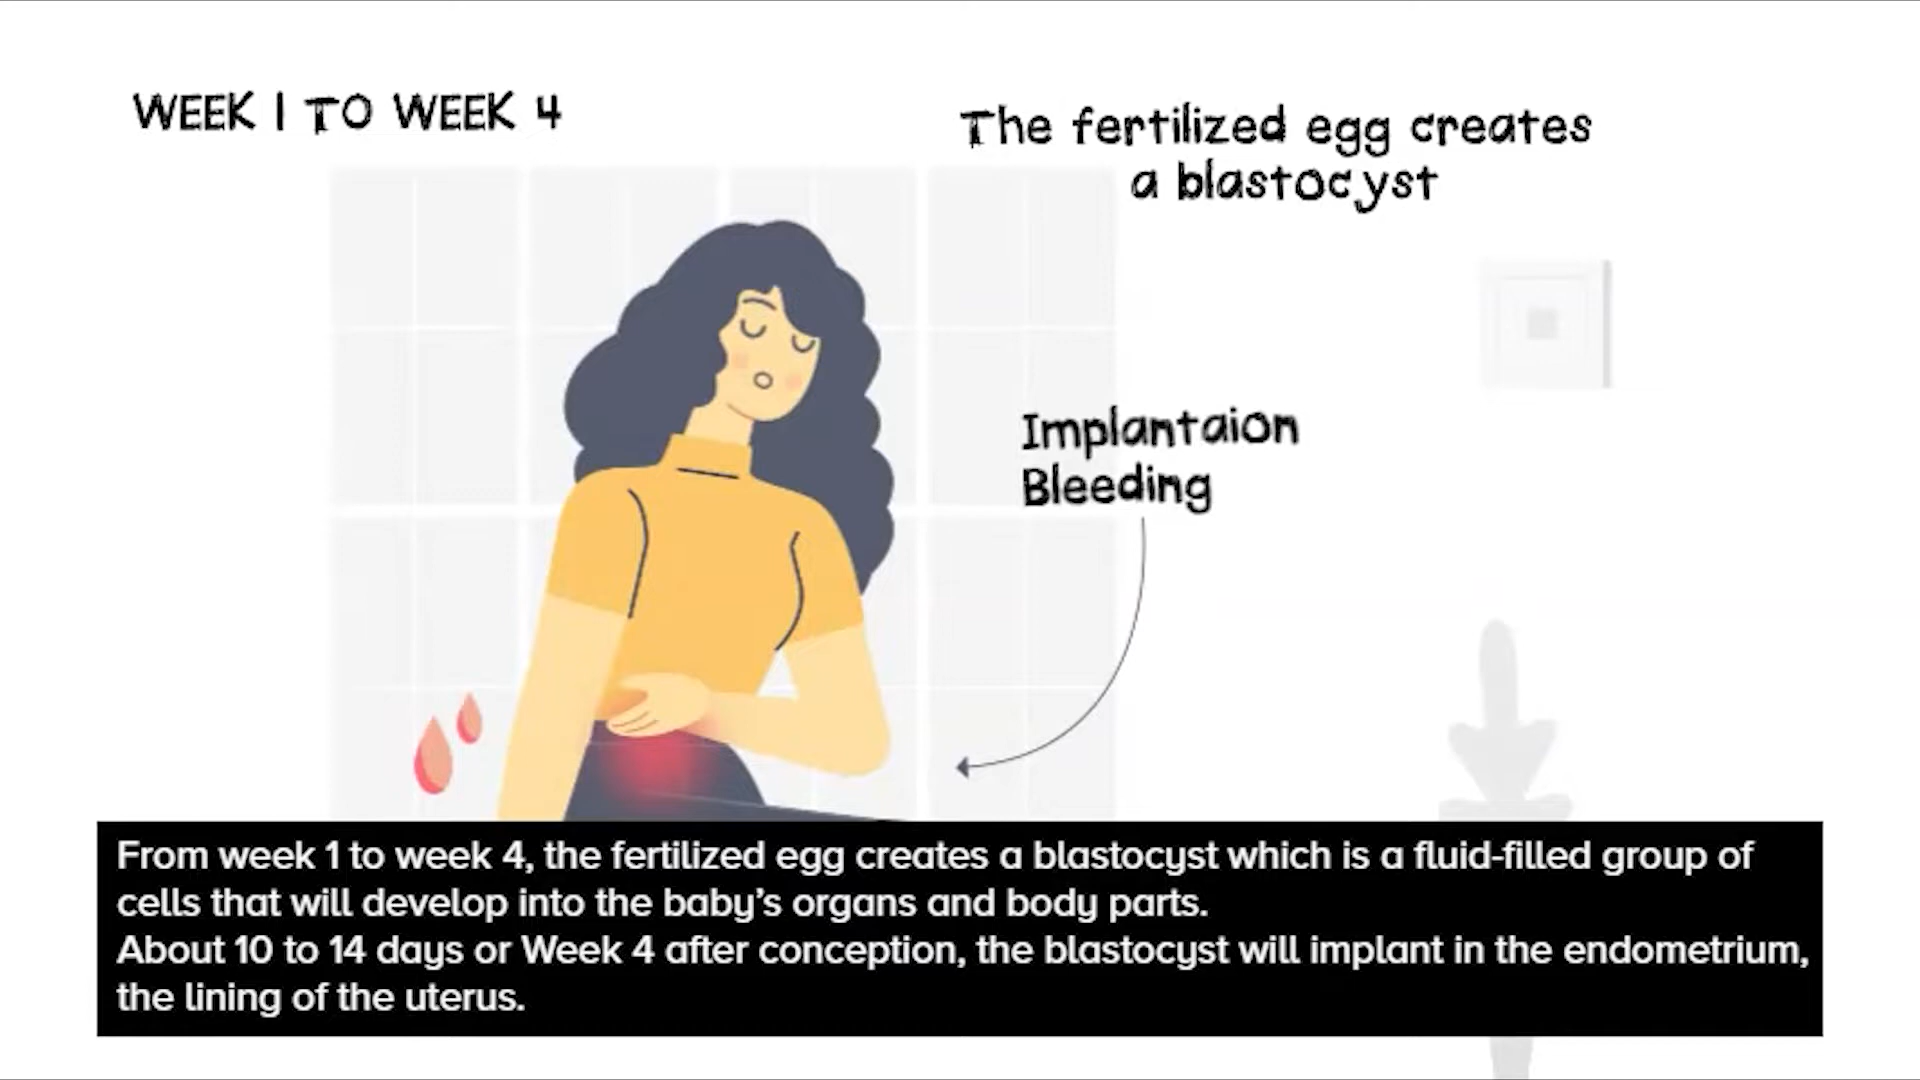 WEEK 1 TO WEEK 4
The fertilized egg creates
a blastocyst
Implantaion
Bleeding
From week 1 to week 4, the fertilized egg creates a blastocyst which is a fluid-filled group of
cells that will develop into the baby’s organs and body parts.
About 10 to 14 days or Week 4 after conception, the blastocyst will implant in the endometrium,
the lining of the uterus.